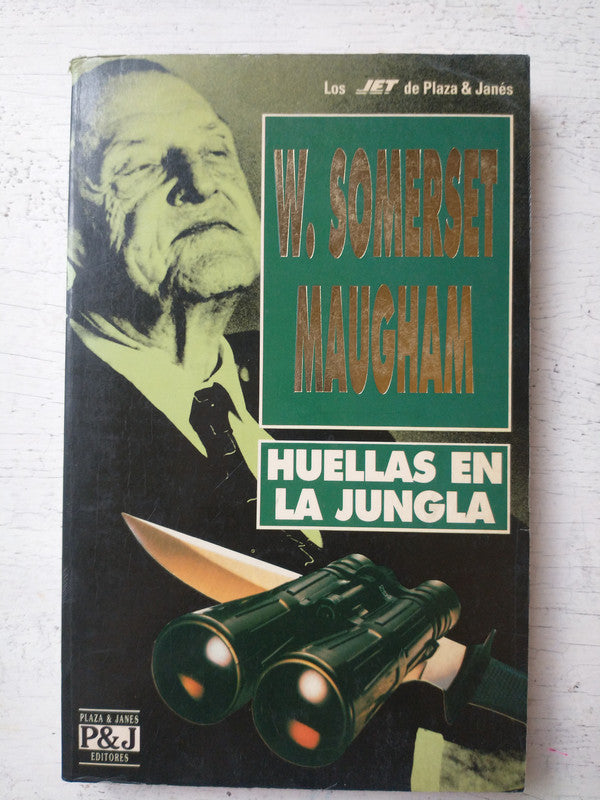 Los JET de Plaza & Janés
W. SOMERSET
MAUGHAM
HUELLAS EN
LA JUNGLA
PLAZA & JANES
P&J
EDITORES